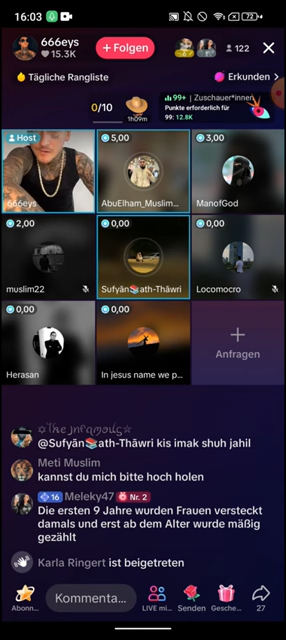 16:03
73
666eys
15.3K
+ Folgen
122
Tägliche Rangliste
Erkunden >
0/10
1h09m
99+ | Zuschauer*innen
Punkte erforderlich für
99: 12.8K
Host
666eys
5,00
AbuElham_Muslim...
3,00
ManofGod
2,00
muslim22
0,00
Sufyān📚ath-Thāwri
0,00
Locomocro
0,00
Herasan
0,00
In jesus name we p...
+
Anfragen
@Sufyān📚ath-Thāwri kis imak shuh jahil
Meti Muslim
kannst du mich bitte hoch holen
16 Meleky47 Nr. 2
Die ersten 9 Jahre wurden Frauen versteckt
damals und erst ab dem Alter wurde mäßig
gezählt
Karla Ringert ist beigetreten
Abonn...
Kommenta...
LIVE mi...
Senden
Gesche...
27